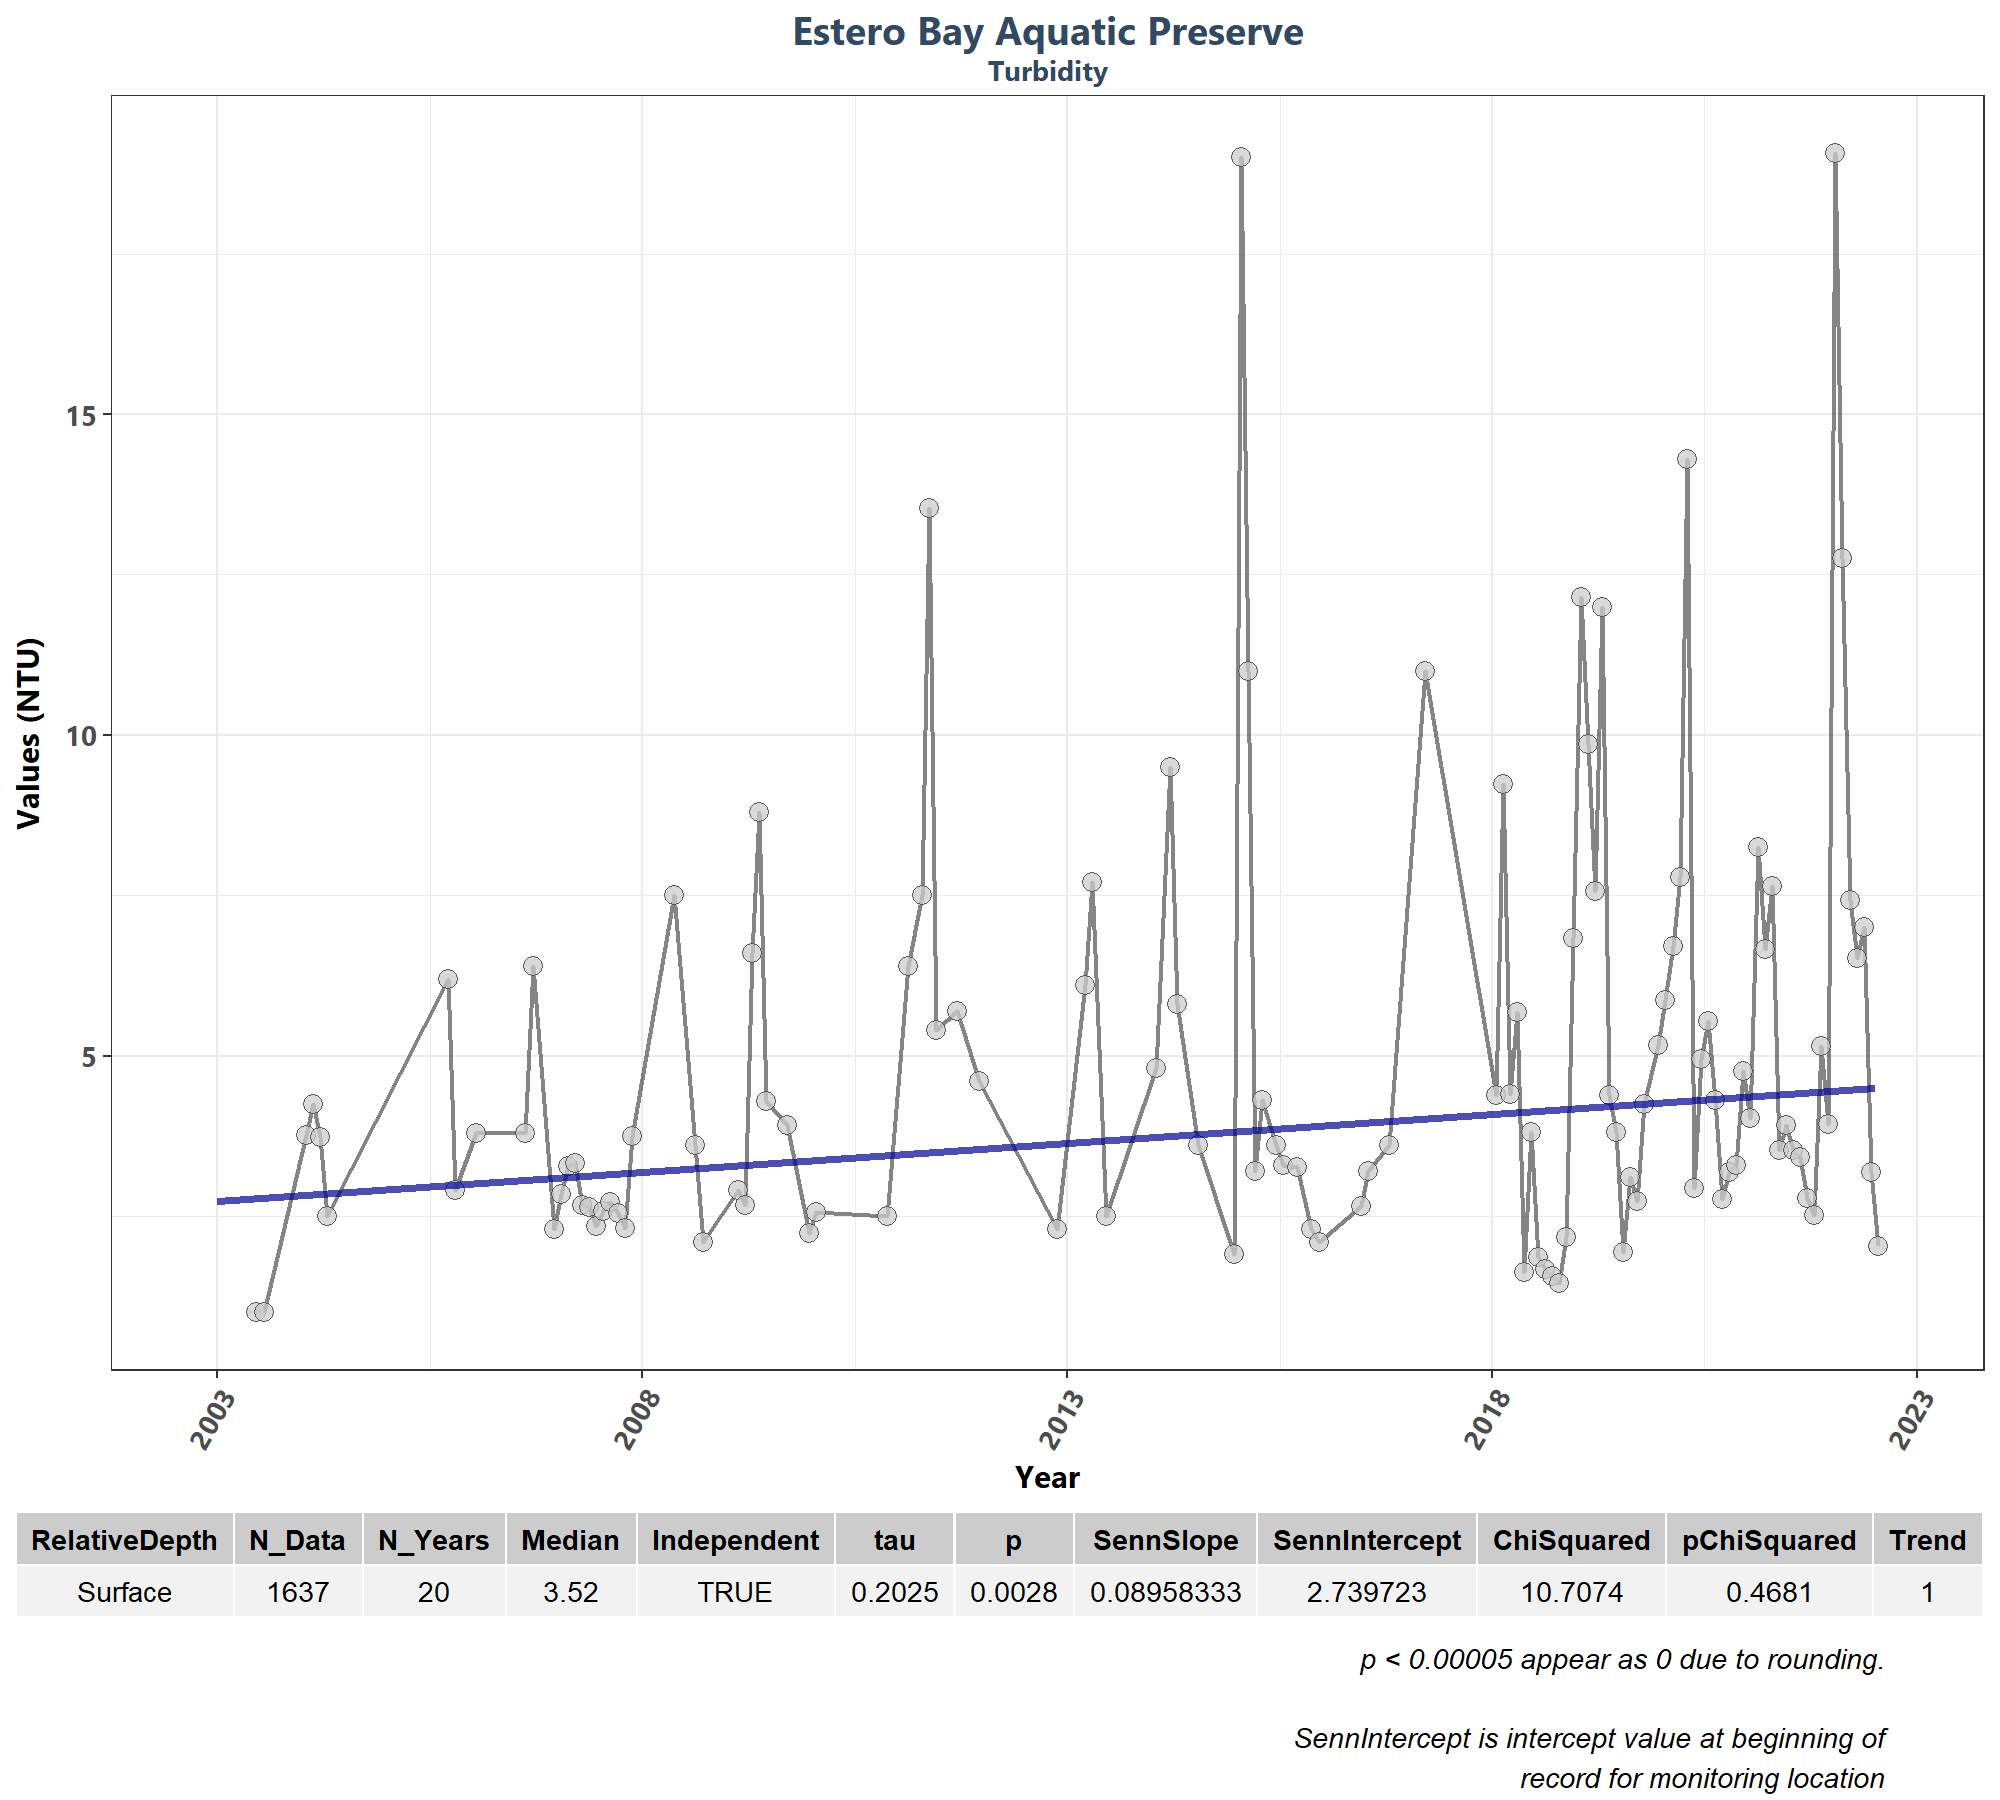 Estero Bay Aquatic Preserve
Turbidity
Values (NTU)
15
10
5
2003 2008 2013 2018 2023
Year
RelativeDepth N_Data N_Years Median Independent tau p SennSlope SennIntercept ChiSquared pChiSquared Trend
Surface 1637 20 3.52 TRUE 0.2025 0.0028 0.08958333 2.739723 10.7074 0.4681 1
p < 0.00005 appear as 0 due to rounding.
SennIntercept is intercept value at beginning of
record for monitoring location